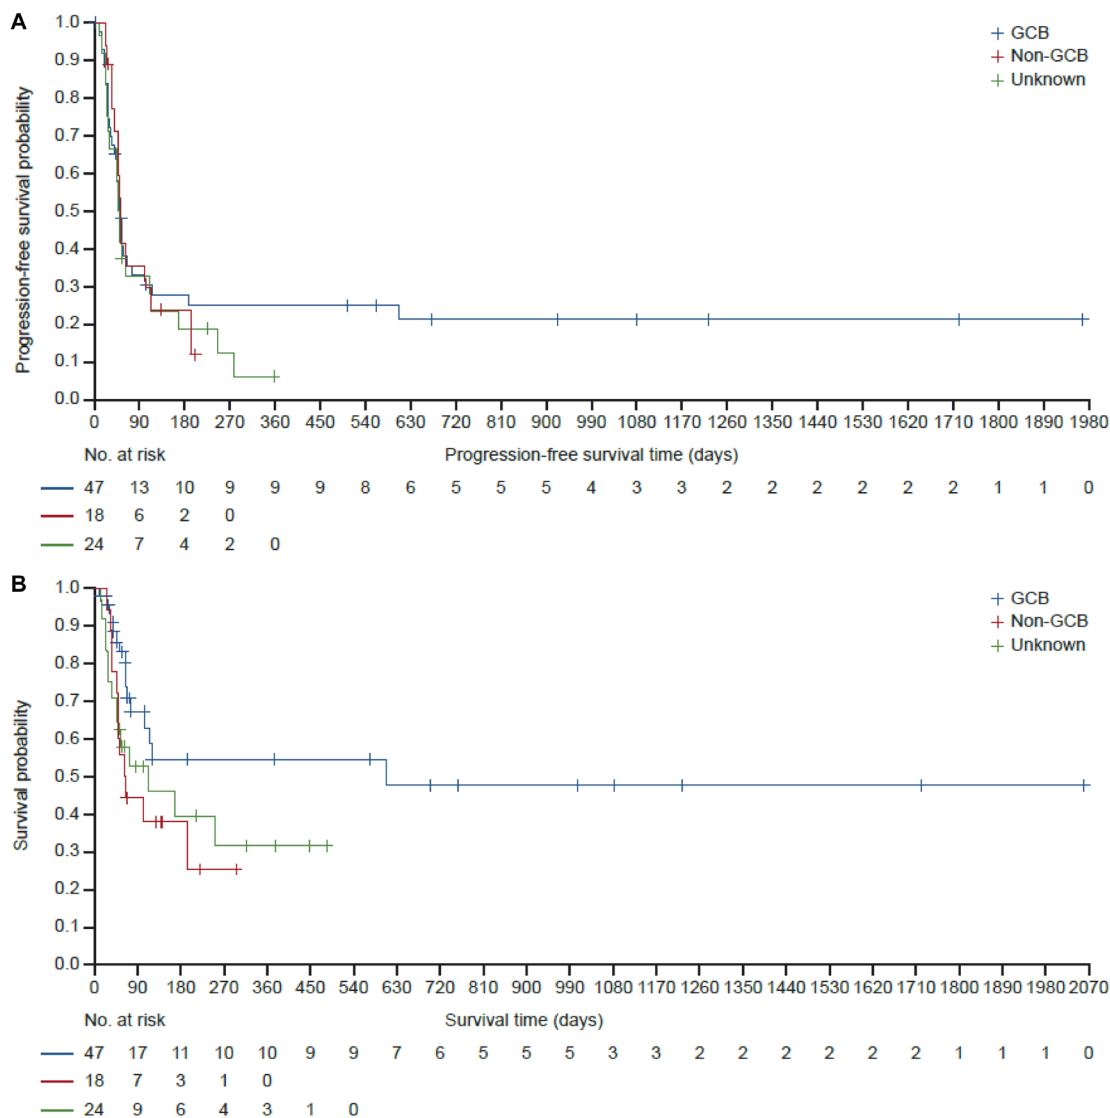 A
1.0
0.9
0.8
0.7
0.6
0.5
0.4
0.3
0.2
0.1
0.0
Progression-free survival probability
GCB
Non-GCB
Unknown
0 90 180 270 360 450 540 630 720 810 900 990 1080 1170 1260 1350 1440 1530 1620 1710 1800 1890 1980
No. at risk Progression-free survival time (days)
47 13 10 9 9 9 8 6 5 5 5 4 3 3 2 2 2 2 2 2 1 1 0
18 6 2 0
24 7 4 2 0
B
1.0
0.9
0.8
0.7
0.6
0.5
0.4
0.3
0.2
0.1
0.0
Survival probability
GCB
Non-GCB
Unknown
0 90 180 270 360 450 540 630 720 810 900 990 1080 1170 1260 1350 1440 1530 1620 1710 1800 1890 1980 2070
No. at risk Survival time (days)
47 17 11 10 10 9 9 7 6 5 5 5 3 3 2 2 2 2 2 2 1 1 1 0
18 7 3 1 0
24 9 6 4 3 1 0